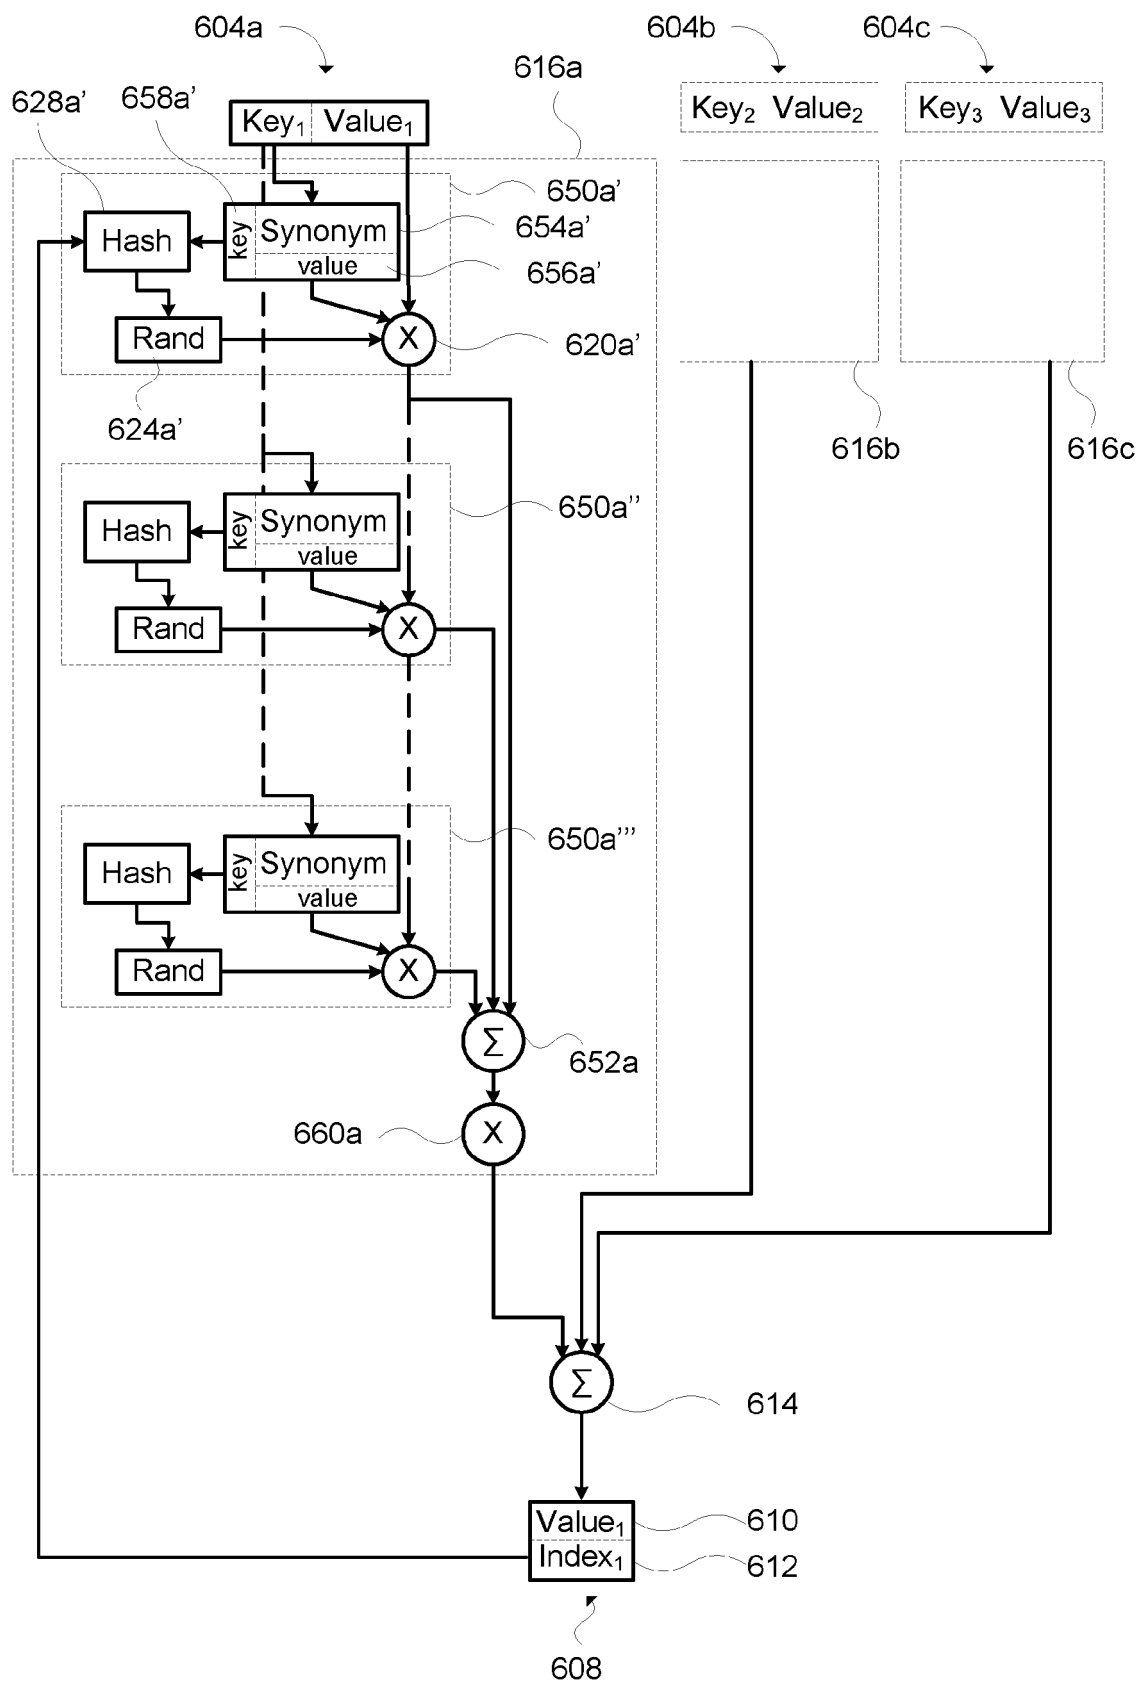 604a
604b
604c
616a
628a’
658a’
Key₁ Value₁
Key₂ Value₂
Key₃ Value₃
650a’
Hash
key
Synonym
value
654a’
656a’
Rand
X
620a’
624a’
616b
616c
650a’’
Hash
key
Synonym
value
Rand
X
650a’’’
Hash
key
Synonym
value
Rand
X
Σ
652a
660a
X
Σ
614
Value₁
610
Index₁
612
608